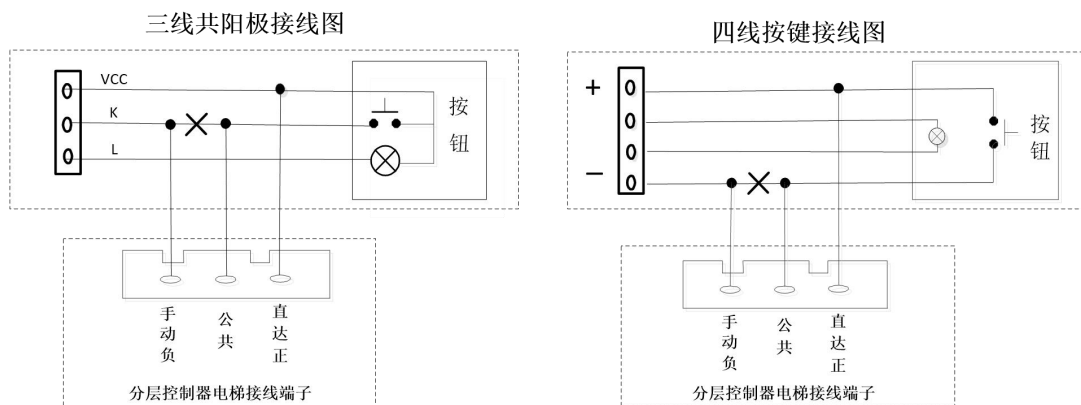 三线共阳极接线图
VCC
K
L
按钮
手动负
公共
直达正
分层控制器电梯接线端子
四线按键接线图
+
−
按钮
手动负
公共
直达正
分层控制器电梯接线端子